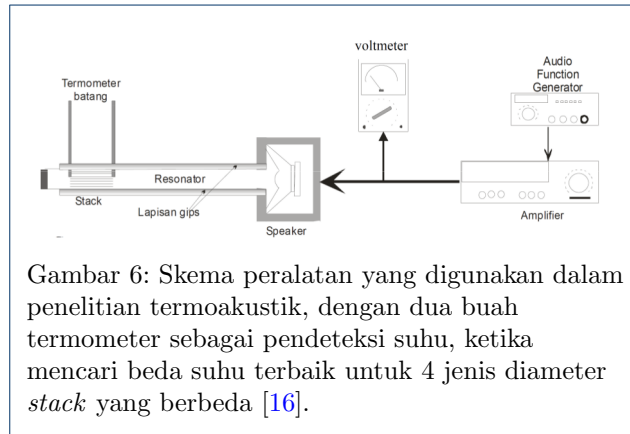 voltmeter
Audio
Function
Generator
Termometer
batang
Resonator
Stack
Lapisan gips
Speaker
Amplifier
Gambar 6: Skema peralatan yang digunakan dalam
penelitian termoakustik, dengan dua buah
termometer sebagai pendeteksi suhu, ketika
mencari beda suhu terbaik untuk 4 jenis diameter
stack yang berbeda [16].